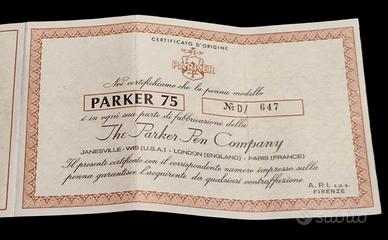 CERTIFICATO D'ORIGINE
PARKER
Noi certifichiamo che la penna modello
PARKER 75
No D/ 647
è in ogni sua parte di fabbricazione della
The Parker Pen Company
JANESVILLE - WIS (U.S.A.) - LONDON (ENGLAND) - PARIS (FRANCE)
Il presente certificato con il corrispondente numero impresso sulla
penna garantisce l'acquirente da qualsiasi contraffazione.
A.P.I. s.p.a.
FIRENZE
subito